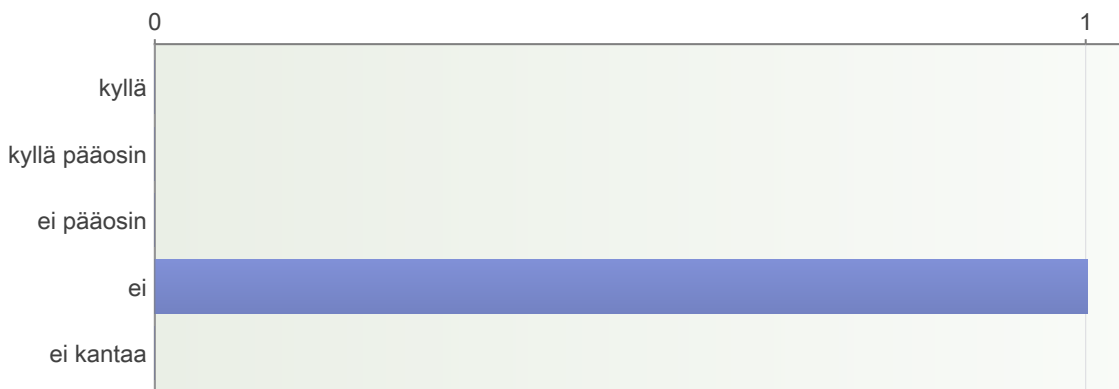 0 1
kyllä
kyllä pääosin
ei pääosin
ei
ei kantaa